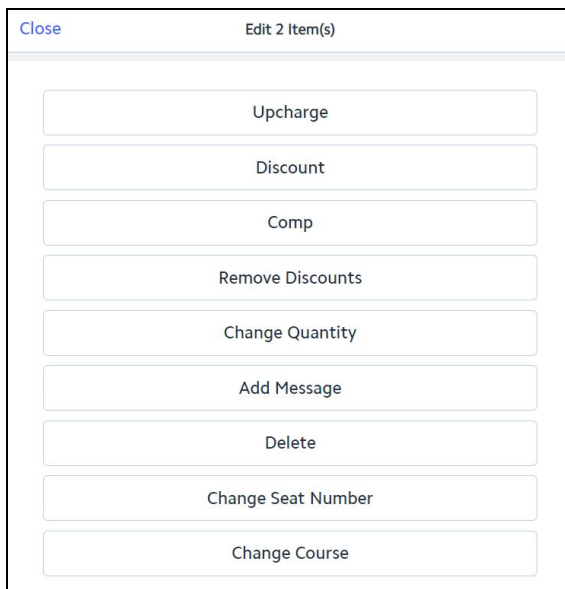 Close Edit 2 Item(s)
Upcharge
Discount
Comp
Remove Discounts
Change Quantity
Add Message
Delete
Change Seat Number
Change Course